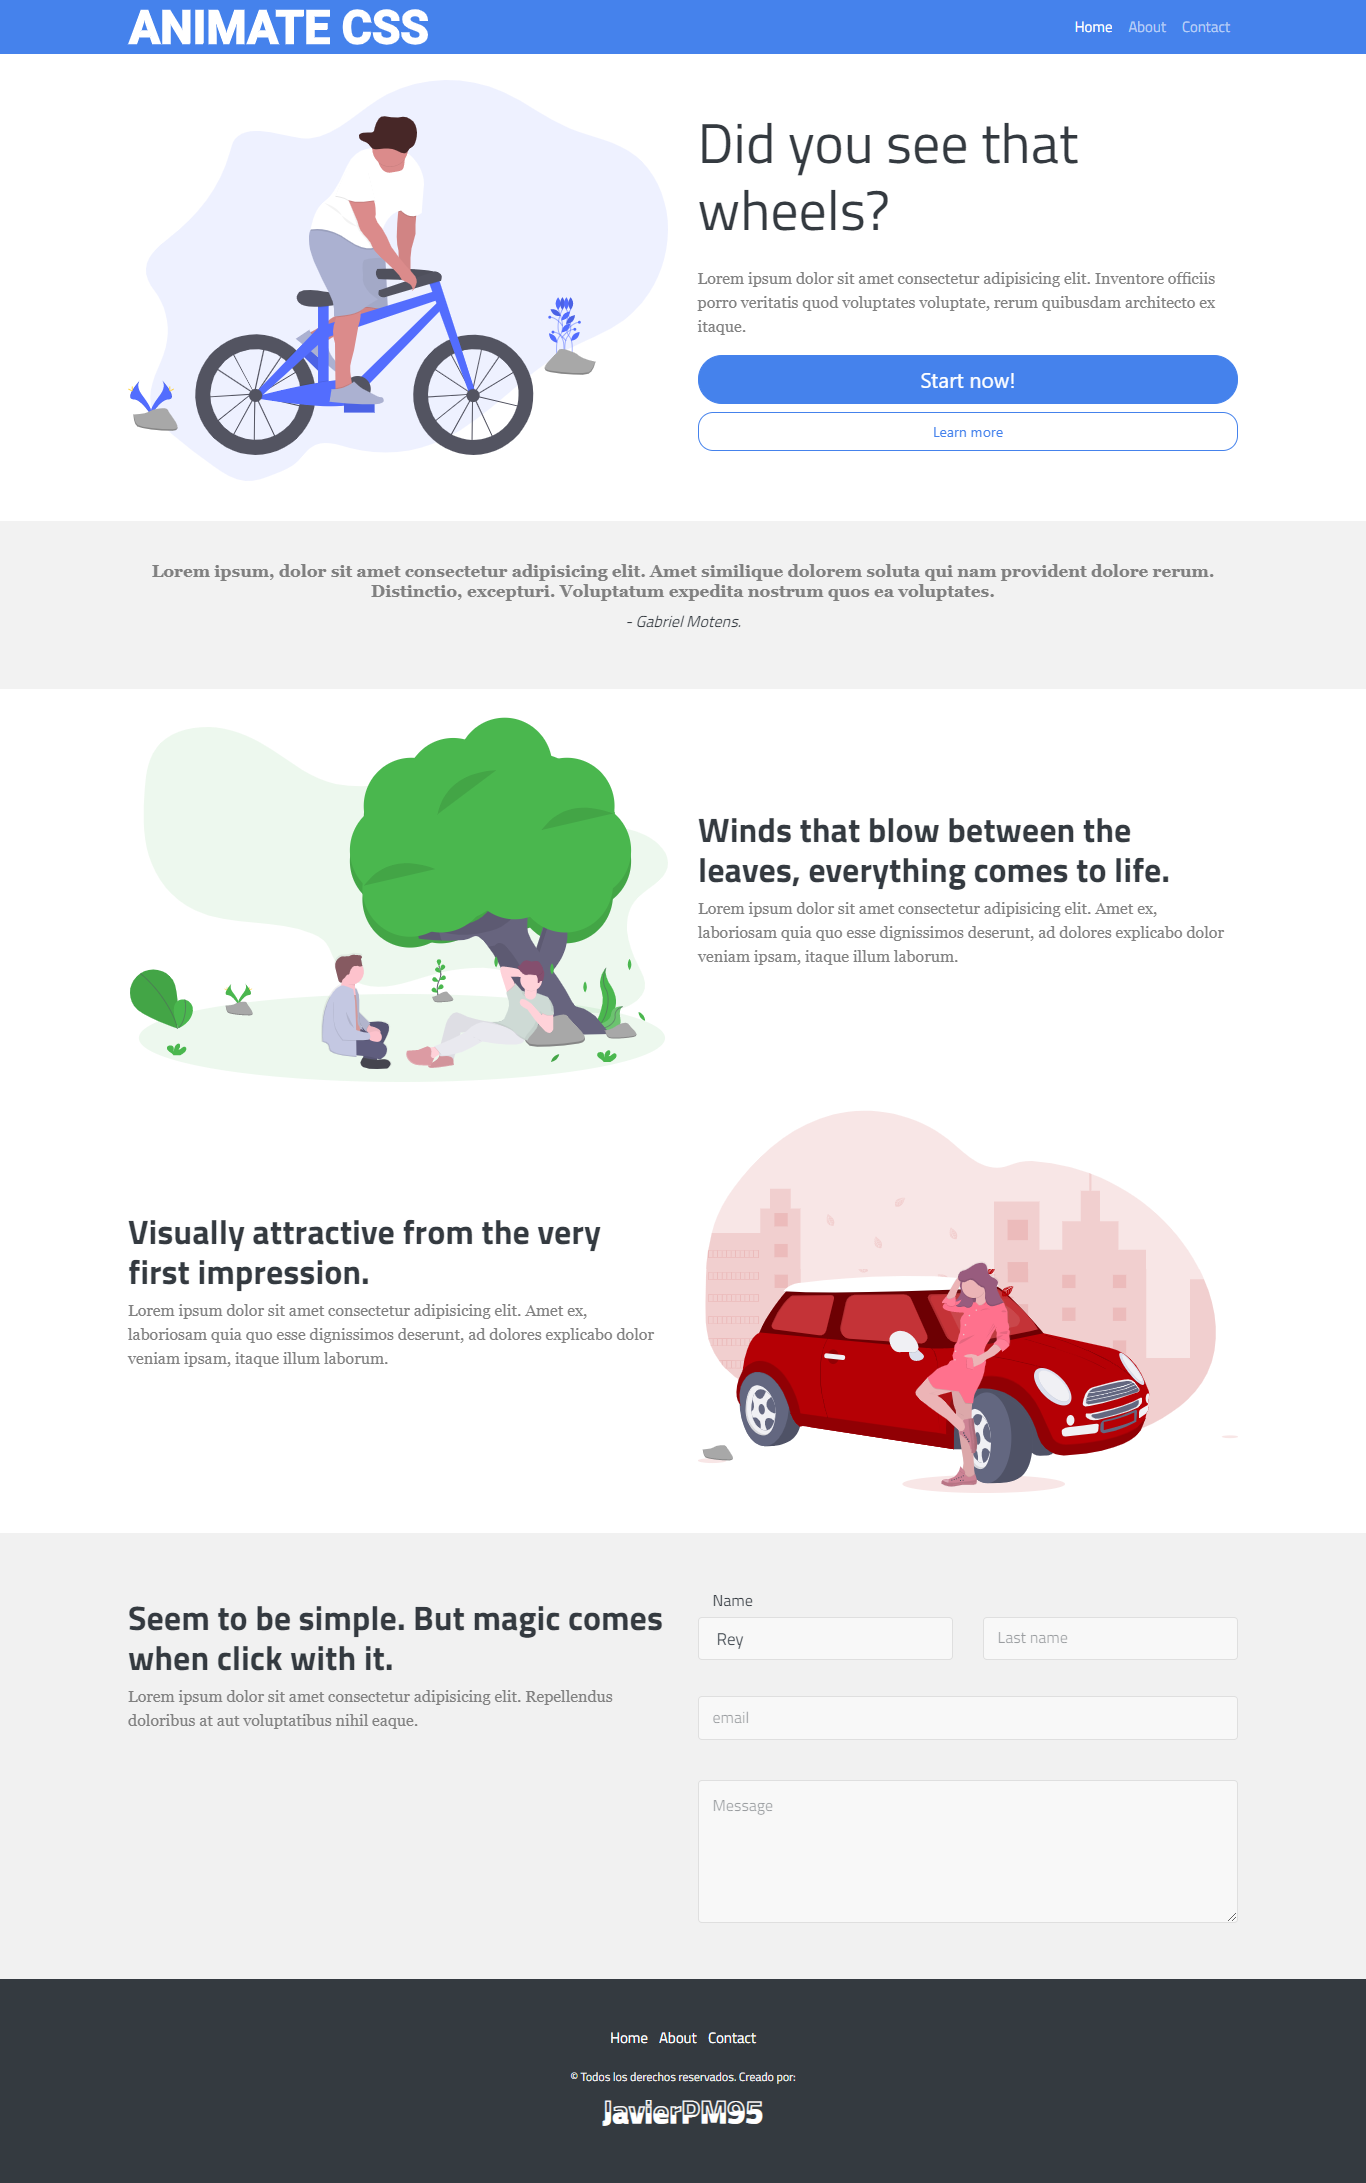 ANIMATE CSS
Home About Contact
Did you see that
wheels?
Lorem ipsum dolor sit amet consectetur adipisicing elit. Inventore officiis
porro veritatis quod voluptates voluptate, rerum quibusdam architecto ex
itaque.
Start now!
Learn more
Lorem ipsum, dolor sit amet consectetur adipisicing elit. Amet similique dolorem soluta qui nam provident dolore rerum.
Distinctio, excepturi. Voluptatum expedita nostrum quos ea voluptates.
- Gabriel Motens.
Winds that blow between the
leaves, everything comes to life.
Lorem ipsum dolor sit amet consectetur adipisicing elit. Amet ex,
laboriosam quia quo esse dignissimos deserunt, ad dolores explicabo dolor
veniam ipsam, itaque illum laborum.
Visually attractive from the very
first impression.
Lorem ipsum dolor sit amet consectetur adipisicing elit. Amet ex,
laboriosam quia quo esse dignissimos deserunt, ad dolores explicabo dolor
veniam ipsam, itaque illum laborum.
Seem to be simple. But magic comes
when click with it.
Lorem ipsum dolor sit amet consectetur adipisicing elit. Repellendus
doloribus at aut voluptatibus nihil eaque.
Name
Rey
Last name
email
Message
Home About Contact
© Todos los derechos reservados. Creado por:
JavierPM95